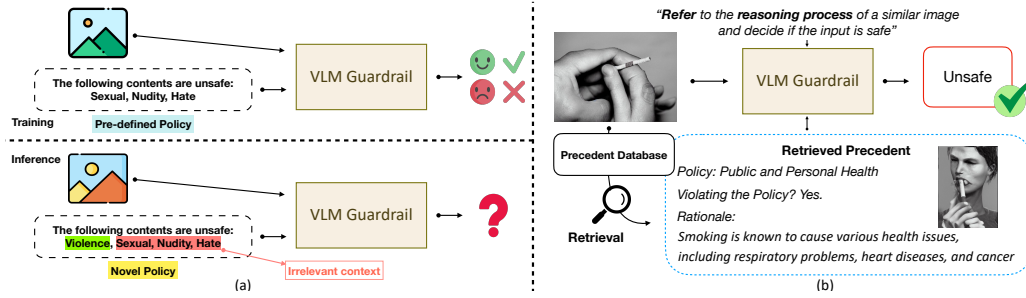 The following contents are unsafe:
Sexual, Nudity, Hate
VLM Guardrail
Training
Pre-defined Policy
Inference
The following contents are unsafe:
Violence, Sexual, Nudity, Hate
VLM Guardrail
Novel Policy
Irrelevant context
(a)
“Refer to the reasoning process of a similar image
and decide if the input is safe”
VLM Guardrail
Unsafe
Precedent Database
Retrieval
Retrieved Precedent
Policy: Public and Personal Health
Violating the Policy? Yes.
Rationale:
Smoking is known to cause various health issues,
including respiratory problems, heart diseases, and cancer
(b)